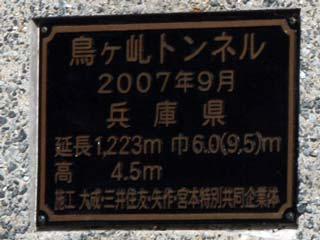 鳥ヶ乢トンネル
2007年9月
兵庫県
延長1,223m 巾6.0(9.5)m
高 4.5m
施工 大成・三井住友・矢作・宮本特別共同企業体